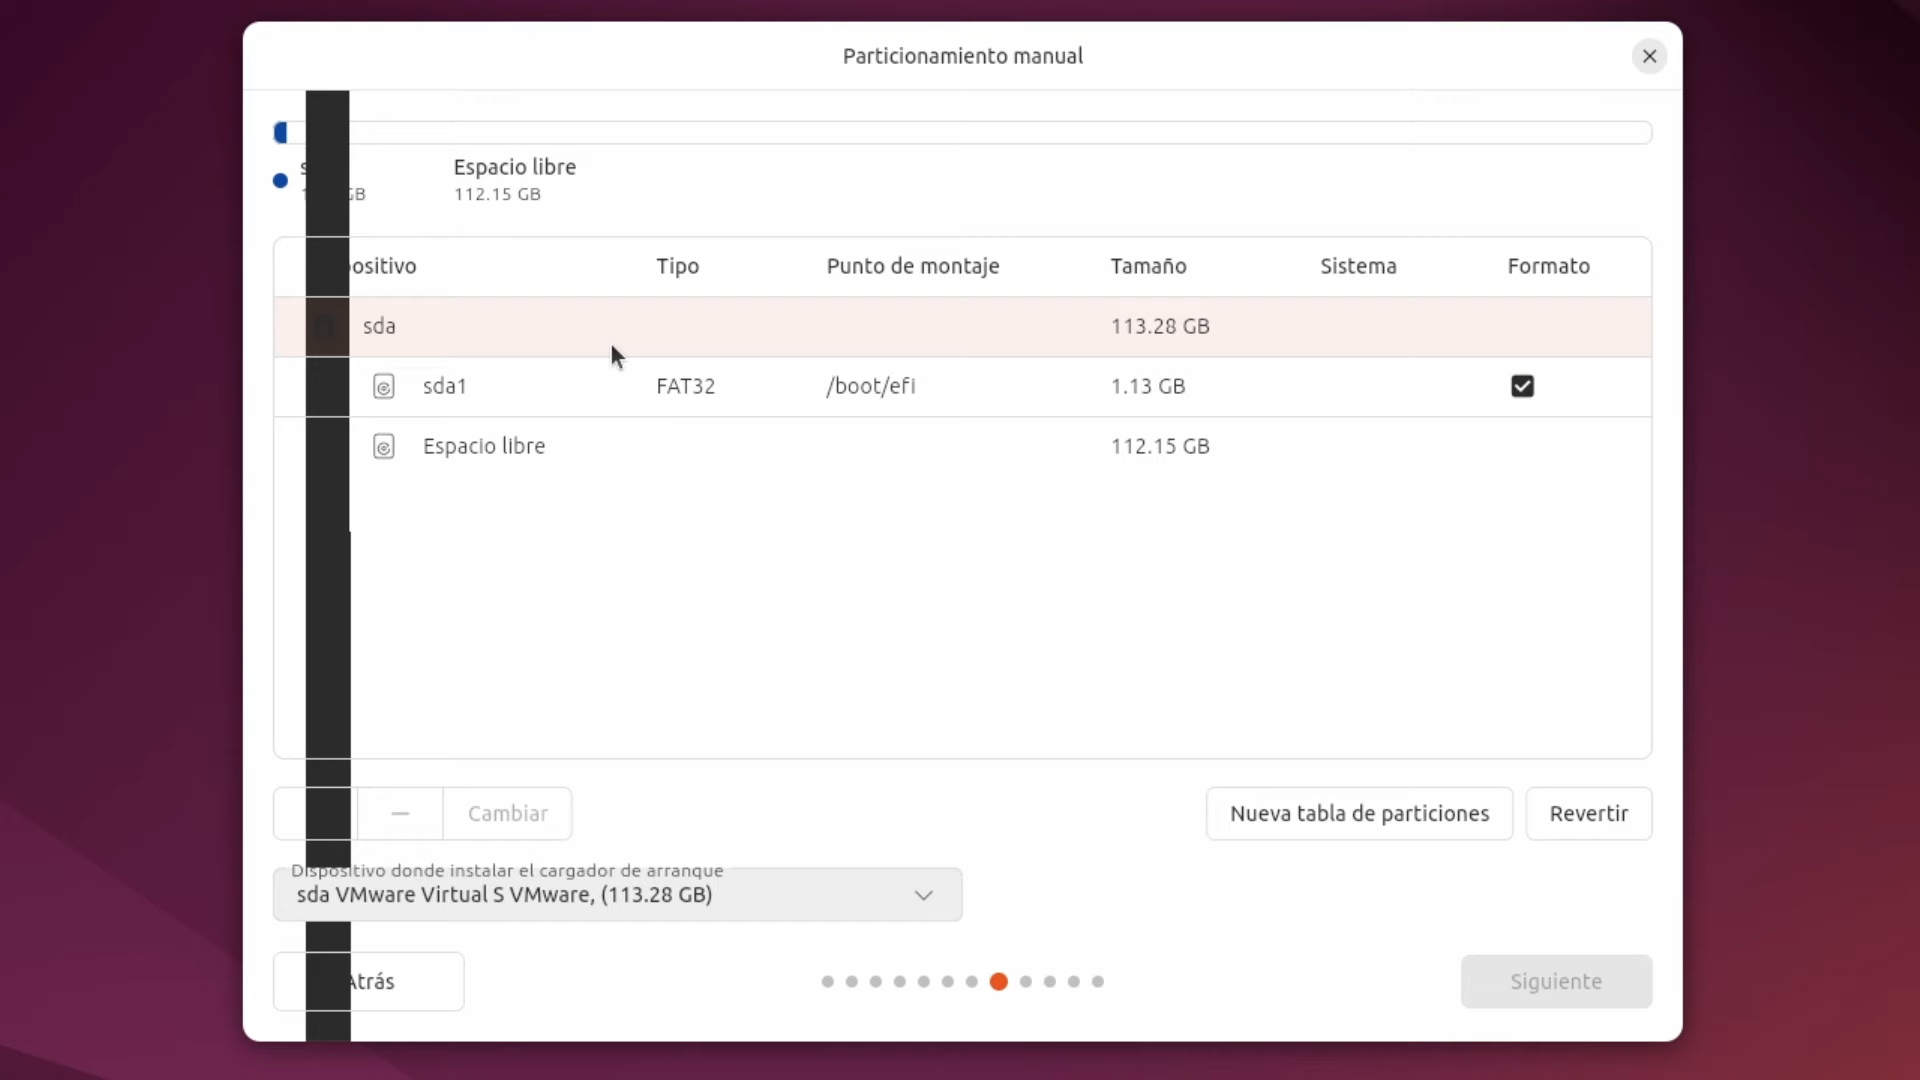 Particionamiento manual
Espacio libre
112.15 GB
Tipo Punto de montaje Tamaño Sistema Formato
sda 113.28 GB
sda1 FAT32 /boot/efi 1.13 GB
Espacio libre 112.15 GB
— Cambiar
Nueva tabla de particiones Revertir
Dispositivo donde instalar el cargador de arranque
sda VMware Virtual S VMware, (113.28 GB)
Atrás
Siguiente